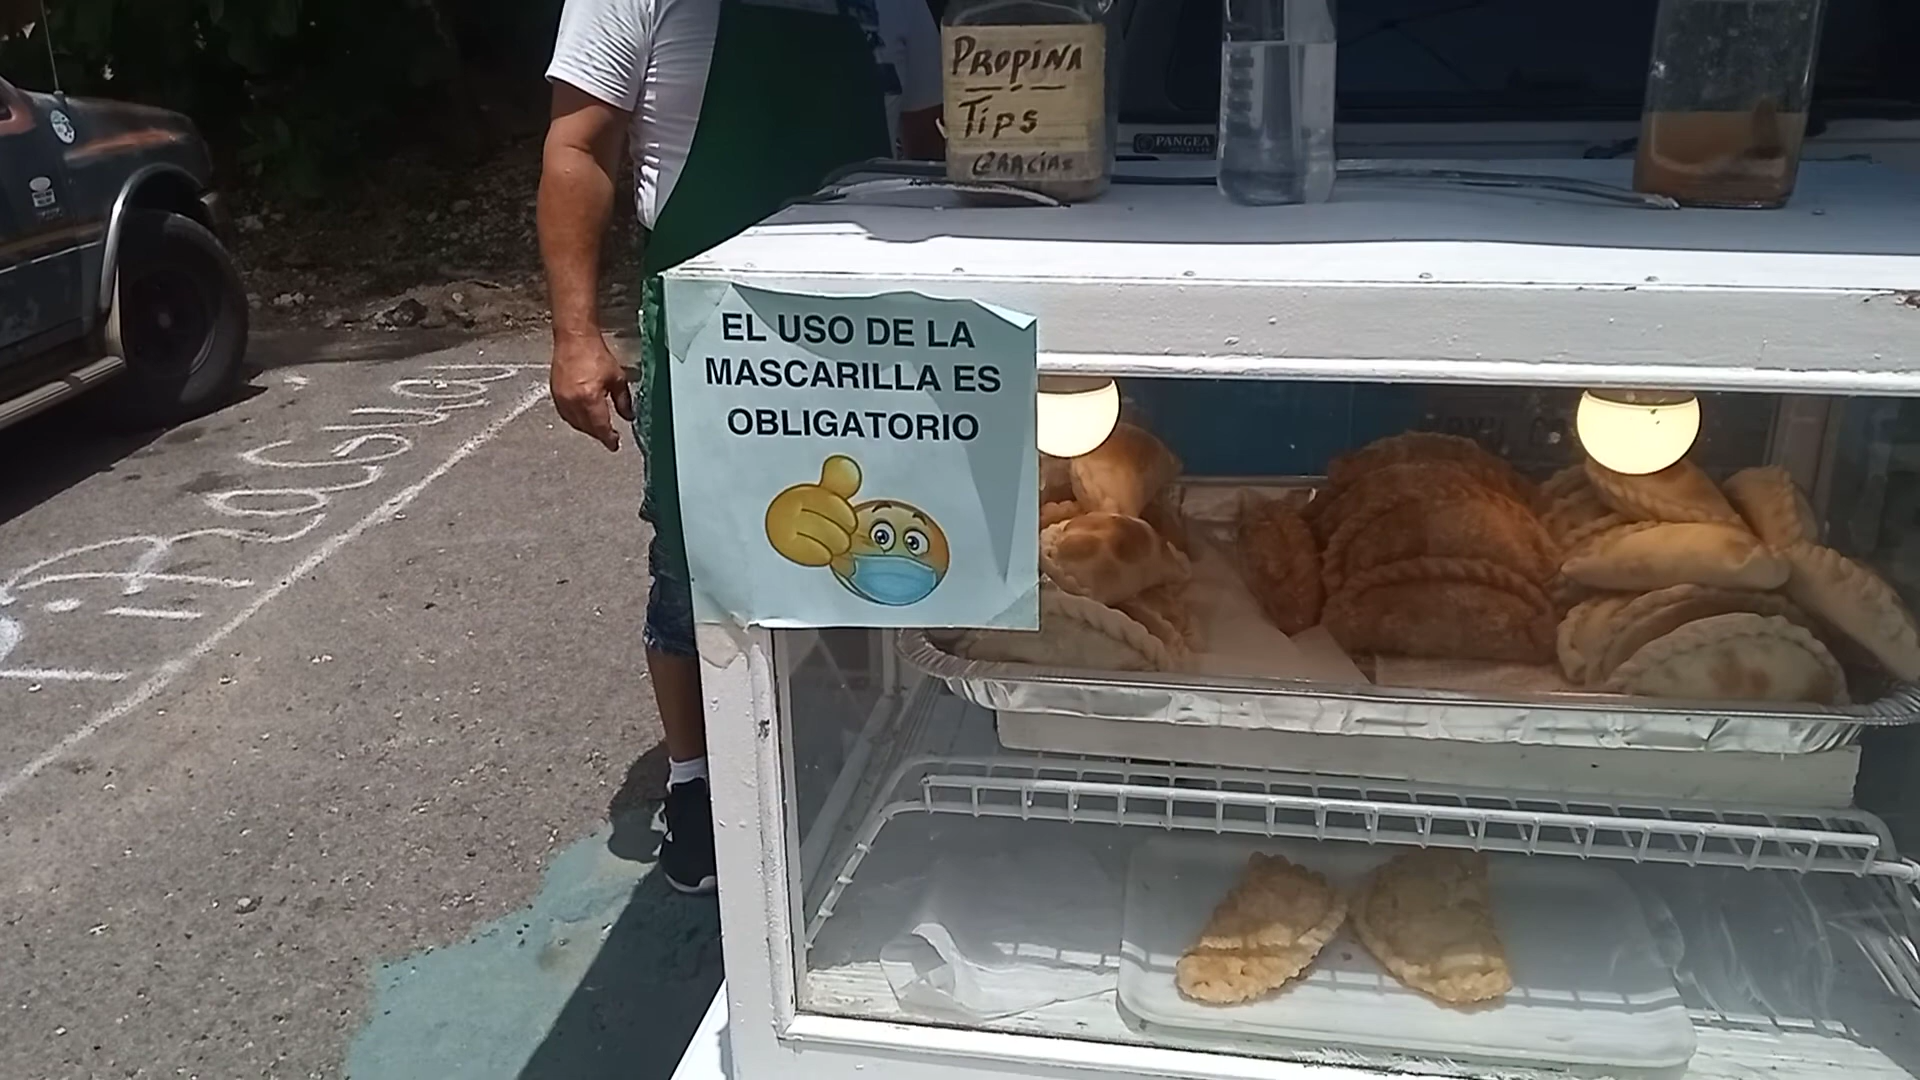 PROPINA
TIPS
GRACIAS
PANGEA
EL USO DE LA
MASCARILLA ES
OBLIGATORIO